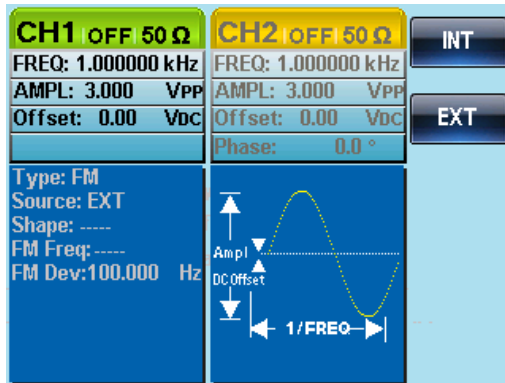 CH1 OFF 50 Ω
FREQ: 1.000000 kHz
AMPL: 3.000 VPP
Offset: 0.00 VDC
CH2 OFF 50 Ω
FREQ: 1.000000 kHz
AMPL: 3.000 VPP
Offset: 0.00 VDC
Phase: 0.0 °
INT
EXT
Type: FM
Source: EXT
Shape: -----
FM Freq:-----
FM Dev:100.000 Hz
Ampl
DC Offset
1/FREQ